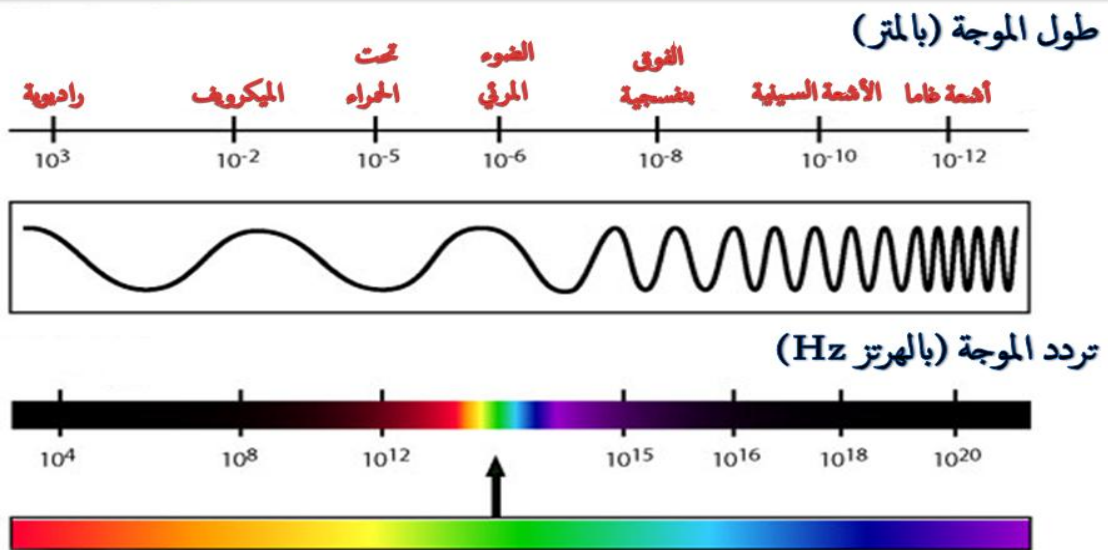 طول الموجة (بالمتر)
راديوية الميكرويف تحت الحمراء الضوء المرئي الفوق بنفسجية الأشعة السينية أشعة غاما
10³ 10⁻² 10⁻⁵ 10⁻⁶ 10⁻⁸ 10⁻¹⁰ 10⁻¹²
تردد الموجة (بالهرتز Hz)
10⁴ 10⁸ 10¹² 10¹⁵ 10¹⁶ 10¹⁸ 10²⁰